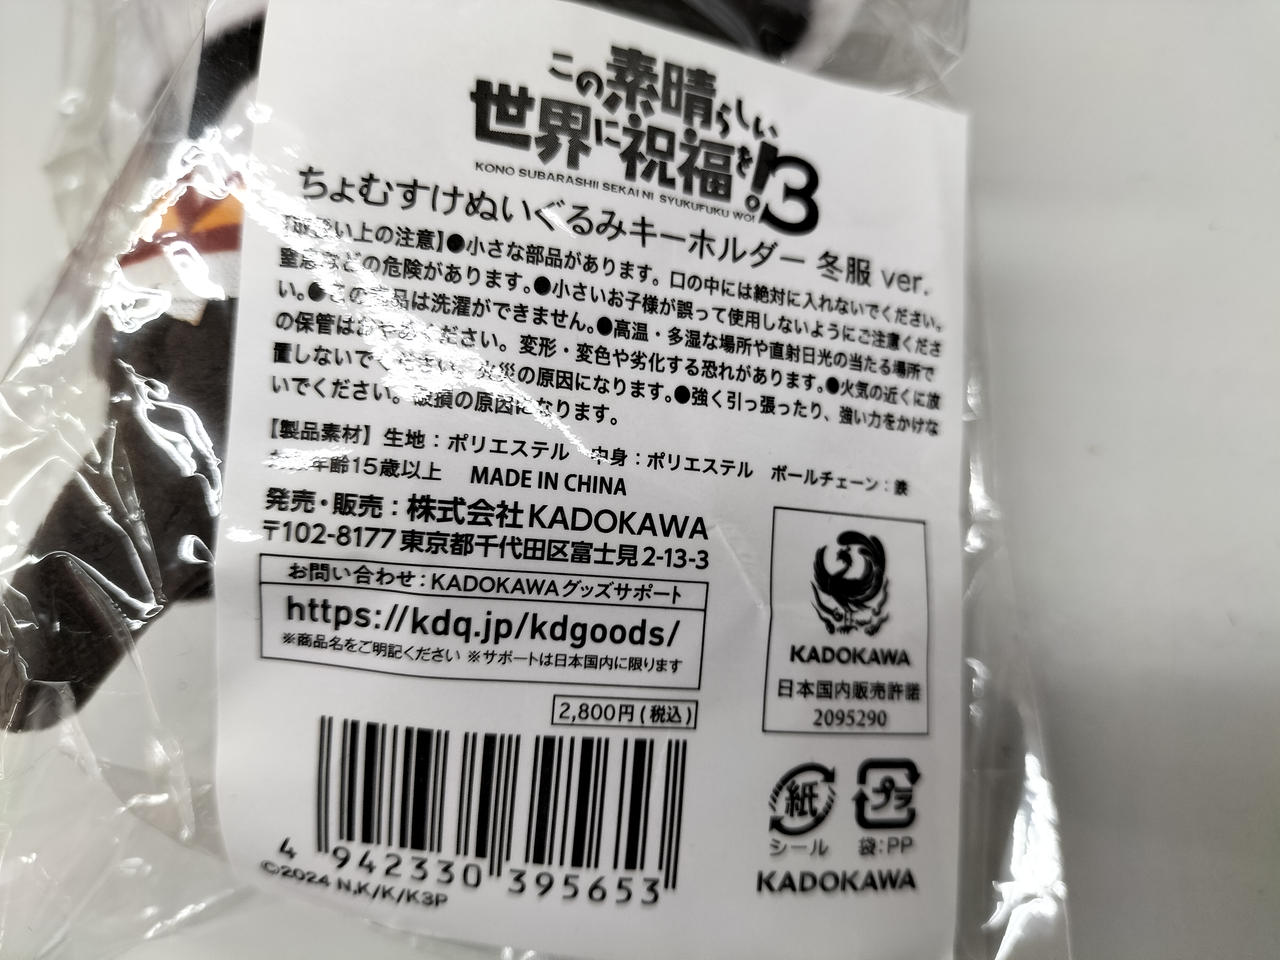 この素晴らしい
世界に祝福を!3
KONO SUBARASHII SEKAI NI SYUKUFUKU WO!
ちょむすけぬいぐるみキーホルダー 冬服 ver.
【取扱い上の注意】●小さな部品があります。口の中には絶対に入れないでください。
窒息などの危険があります。●小さいお子様が誤って使用しないようにご注意くださ
い。●この商品は洗濯ができません。●高温・多湿な場所や直射日光の当たる場所で
の保管はおやめください。変形・変色や劣化する恐れがあります。●火気の近くに放
置しないでください。火災の原因になります。●強く引っ張ったり、強い力をかけな
いでください。破損の原因になります。
【製品素材】生地：ポリエステル 中身：ポリエステル ボールチェーン：鉄
対象年齢15歳以上 MADE IN CHINA
発売・販売：株式会社KADOKAWA
〒102-8177 東京都千代田区富士見2-13-3
お問い合わせ：KADOKAWAグッズサポート
https://kdq.jp/kdgoods/
※商品名をご明記ください ※サポートは日本国内に限ります
KADOKAWA
日本国内販売許諾
2095290
2,800円(税込)
4 942330 395653
©2024 N,K/K/K3P
紙
シール
プラ
袋:PP
KADOKAWA